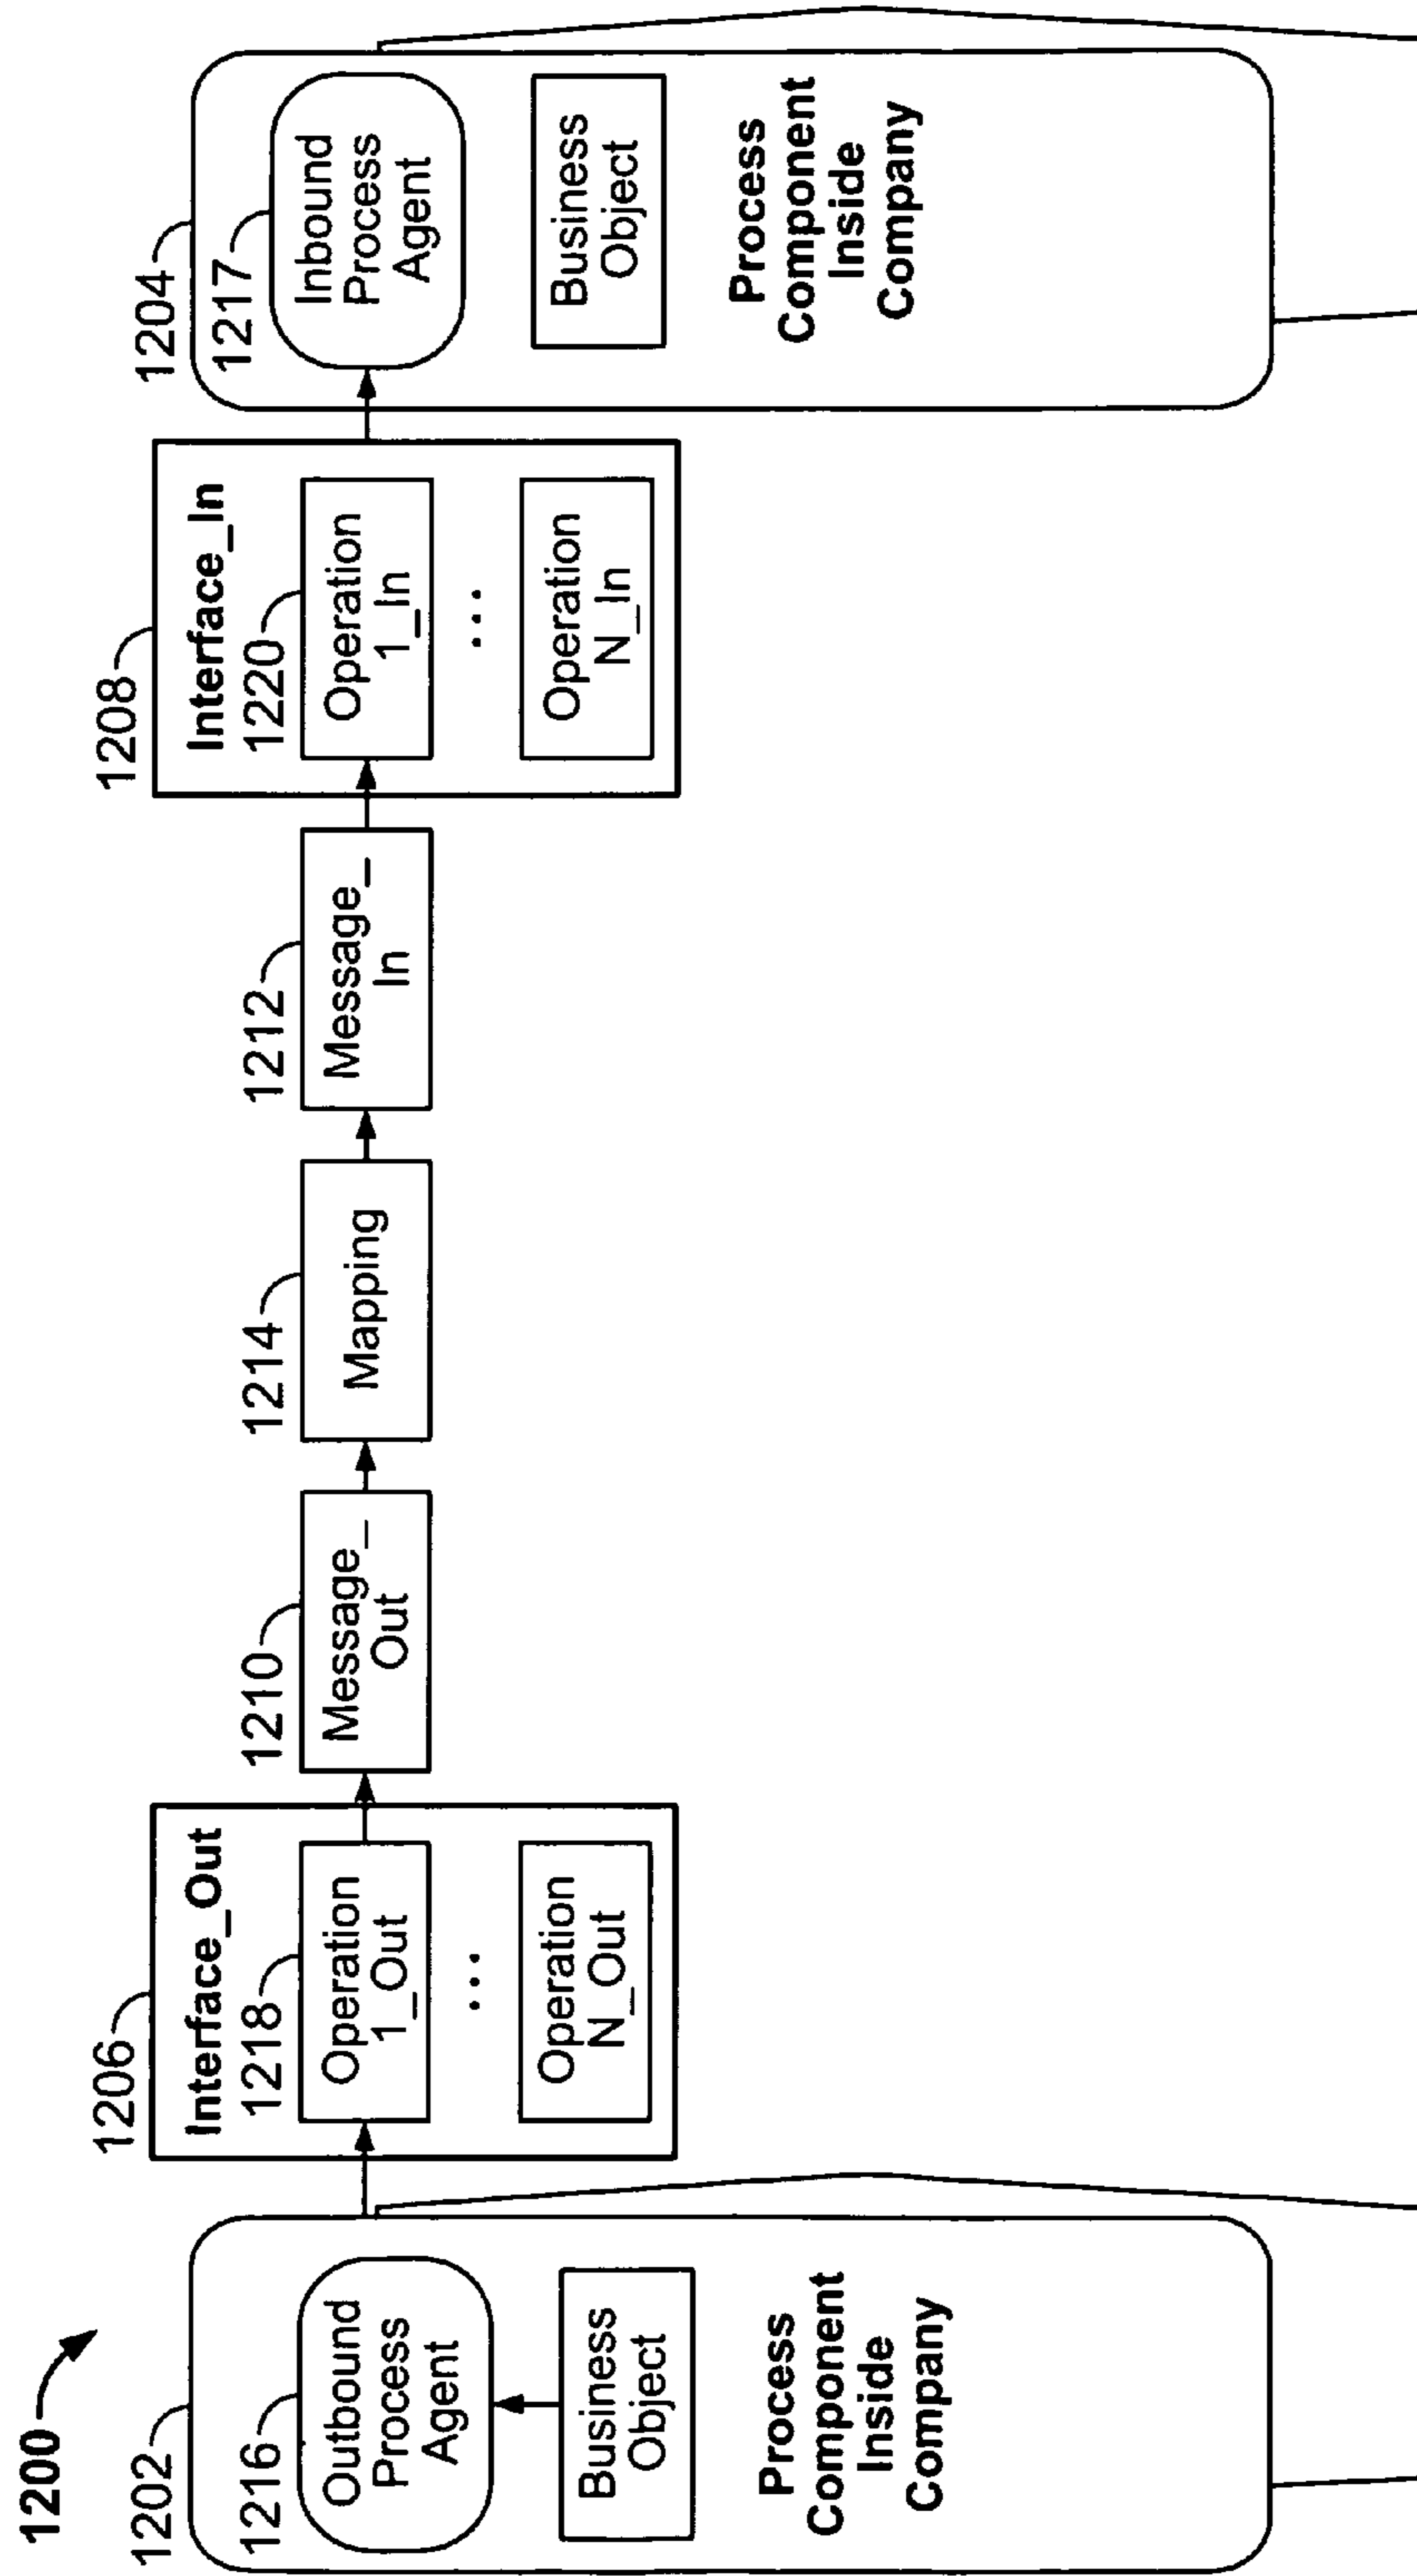 1200
1202
1216
Outbound
Process
Agent
Business
Object
Process
Component
Inside
Company
1206
Interface_Out
1218
Operation
1_Out
...
Operation
N_Out
1210
Message_
Out
1214
Mapping
1212
Message_
In
1208
Interface_In
1220
Operation
1_In
...
Operation
N_In
1204
1217
Inbound
Process
Agent
Business
Object
Process
Component
Inside
Company